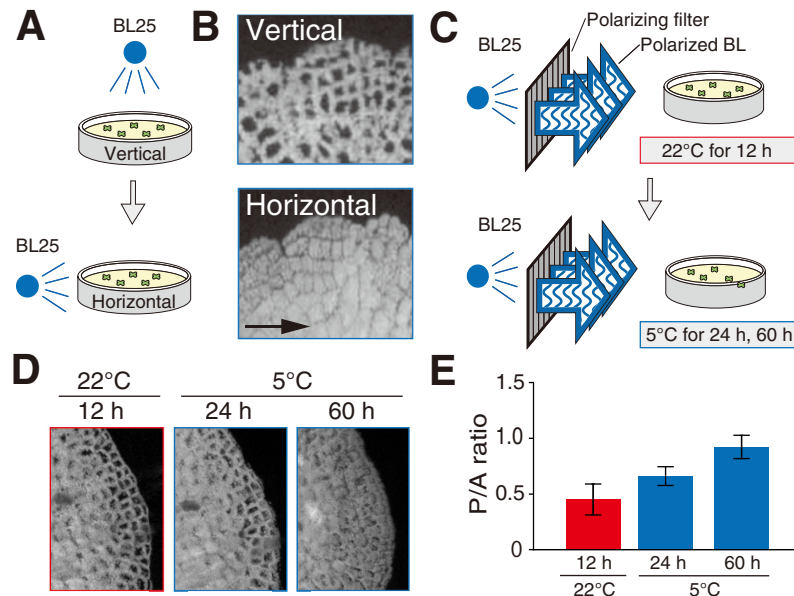 A
BL25
Vertical
BL25
Horizontal
B
Vertical
Horizontal
C
Polarizing filter
BL25
Polarized BL
22°C for 12 h
BL25
5°C for 24 h, 60 h
D
22°C 5°C
12 h 24 h 60 h
E
P/A ratio
1.5
1.0
0.5
0
12 h 24 h 60 h
22°C 5°C